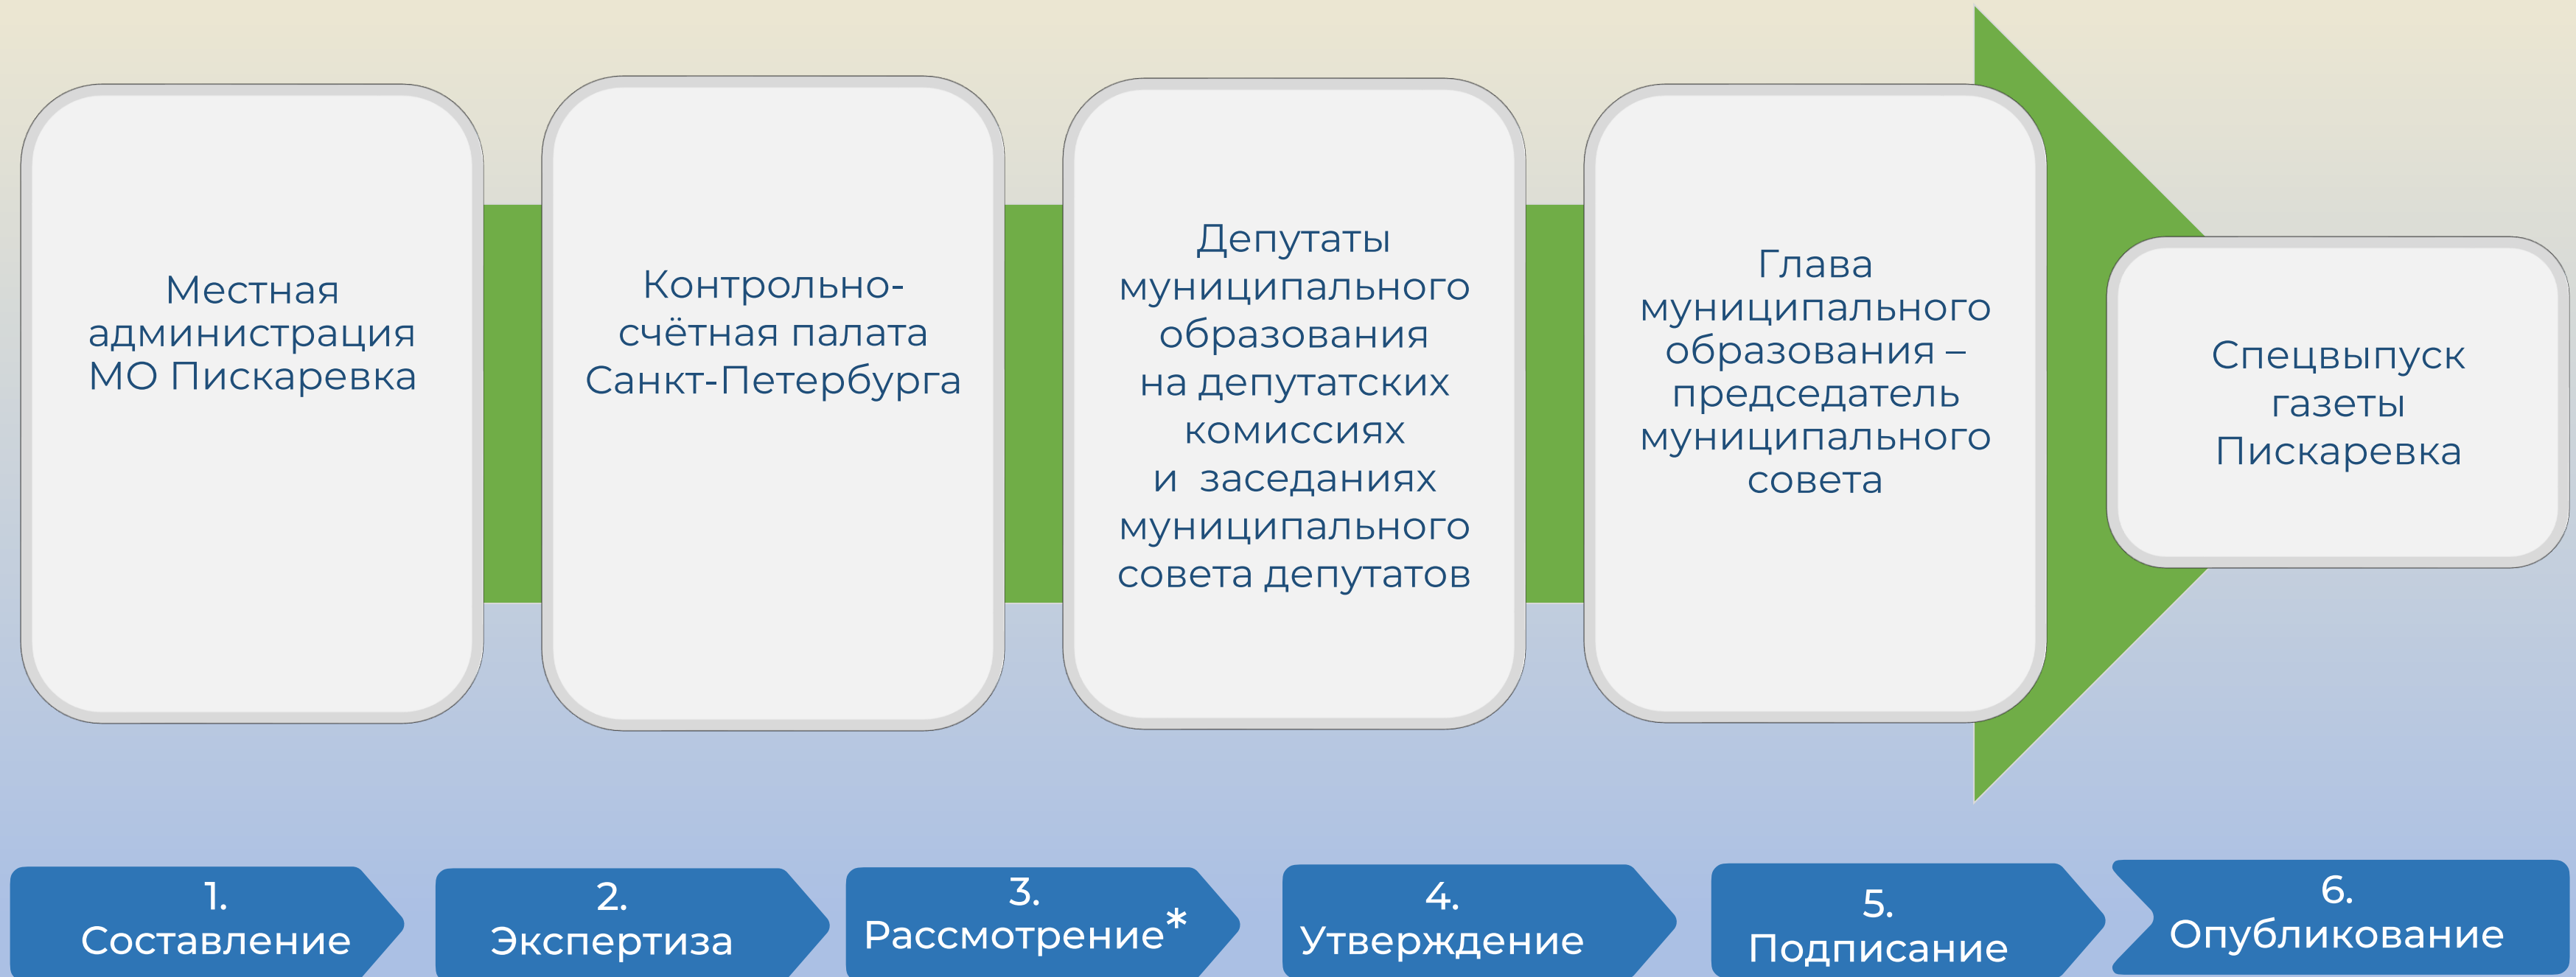 Местная
администрация
МО Пискаревка
Контрольно-
счётная палата
Санкт-Петербурга
Депутаты
муниципального
образования
на депутатских
комиссиях
и заседаниях
муниципального
совета депутатов
Глава
муниципального
образования –
председатель
муниципального
совета
Спецвыпуск
газеты
Пискаревка
1.
Составление
2.
Экспертиза
3.
Рассмотрение*
4.
Утверждение
5.
Подписание
6.
Опубликование